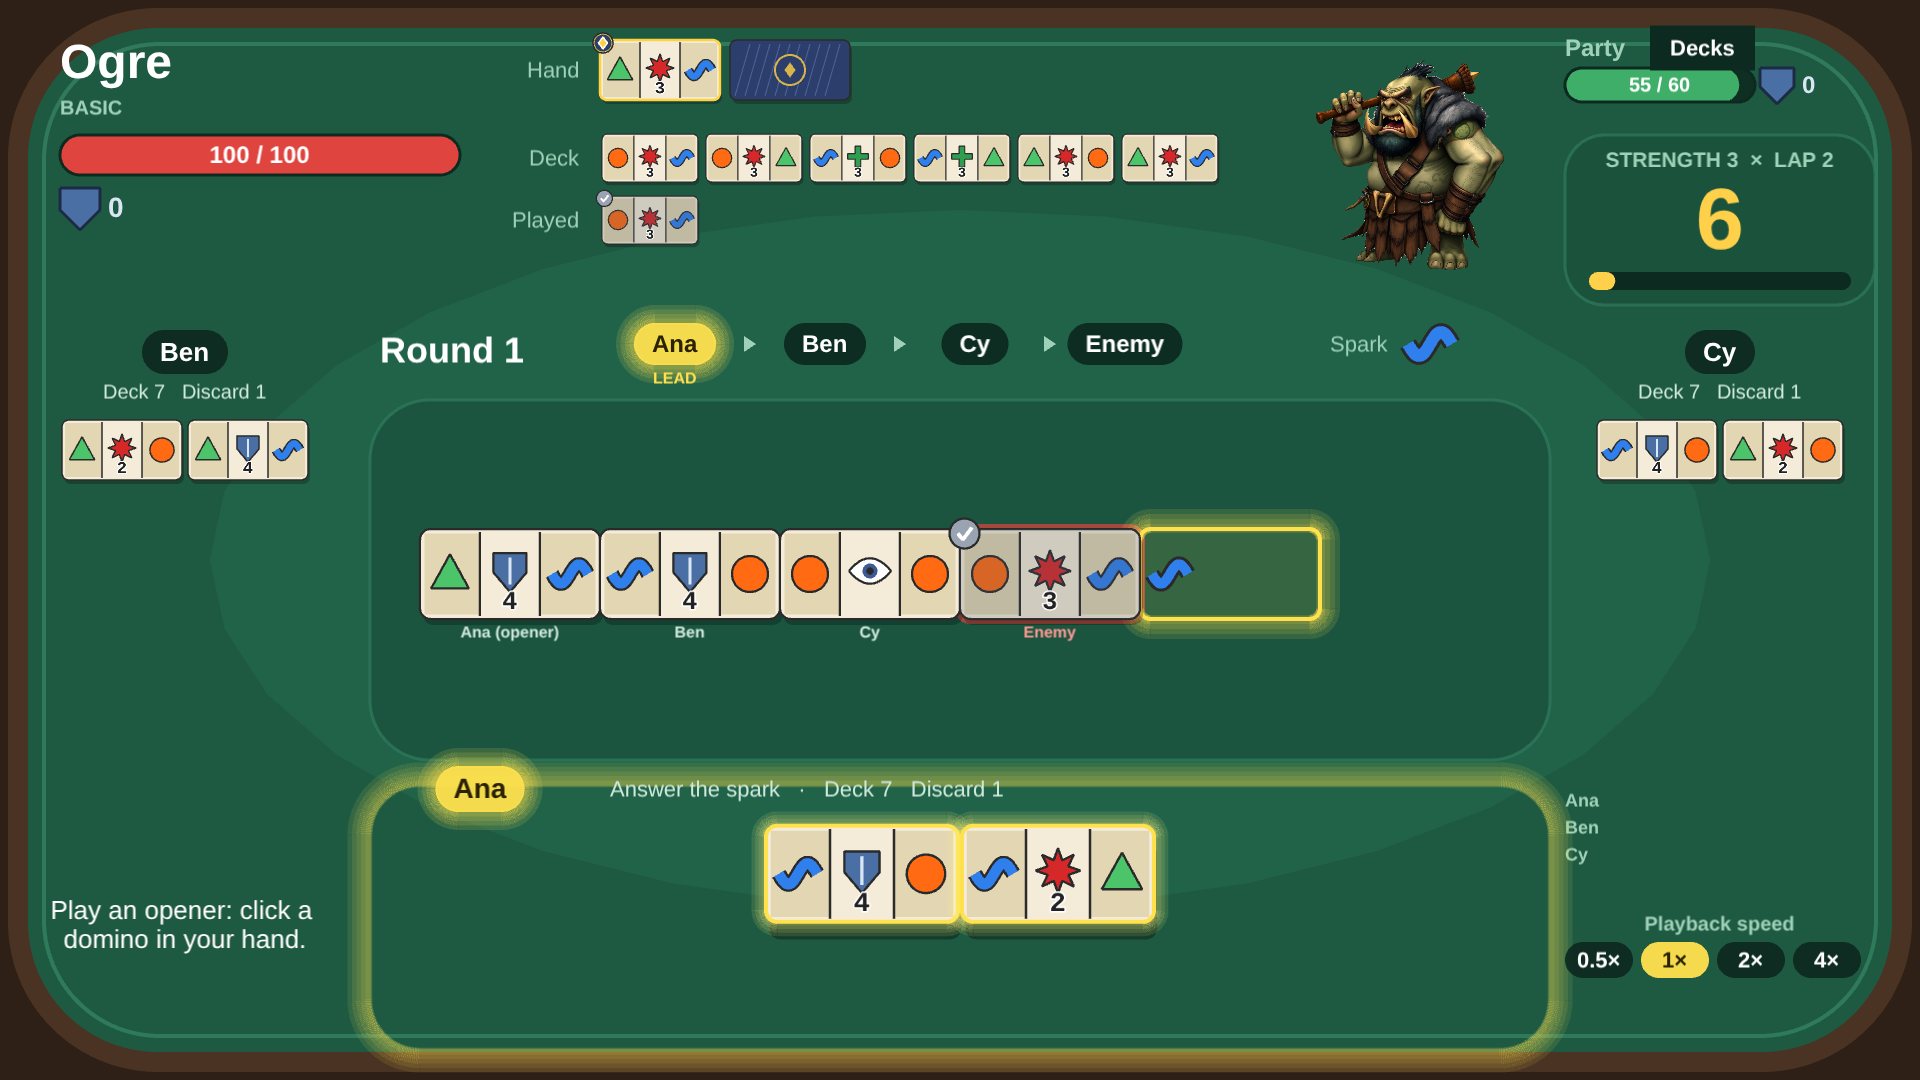 Ogre
BASIC
100 / 100
0
Hand
3
Deck
3
3
3
3
3
3
Played
3
Party
Decks
55 / 60
0
STRENGTH 3 × LAP 2
6
Ben
Deck 7 Discard 1
2
4
Round 1
Ana
LEAD
Ben
Cy
Enemy
Spark
Cy
Deck 7 Discard 1
4
2
4
4
3
Ana (opener)
Ben
Cy
Enemy
Ana
Answer the spark · Deck 7 Discard 1
4
2
Play an opener: click a
domino in your hand.
Ana
Ben
Cy
Playback speed
0.5×
1×
2×
4×